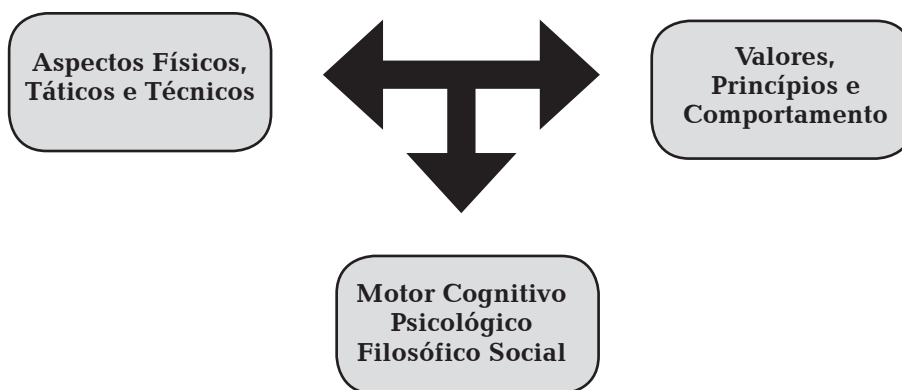 Aspectos Físicos,
Táticos e Técnicos
Valores,
Princípios e
Comportamento
Motor Cognitivo
Psicológico
Filosófico Social